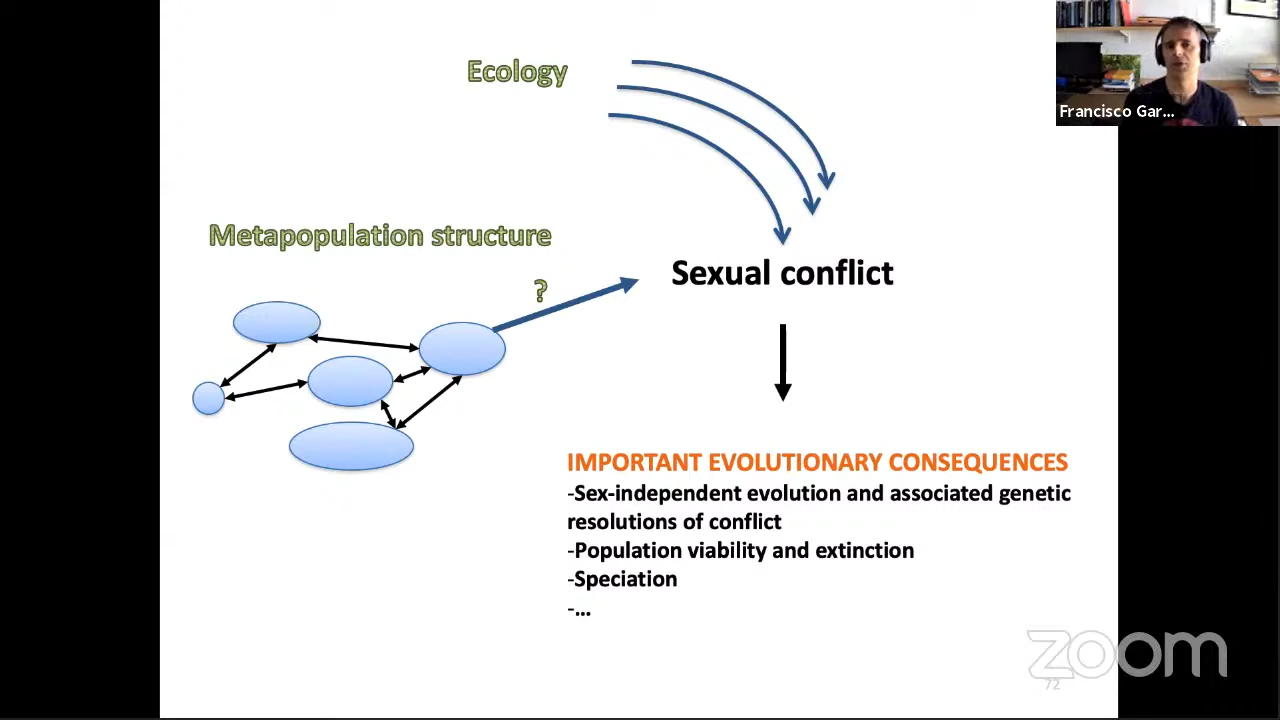 Ecology
Francisco Gar...
Metapopulation structure
?
Sexual conflict
IMPORTANT EVOLUTIONARY CONSEQUENCES
-Sex-independent evolution and associated genetic
resolutions of conflict
-Population viability and extinction
-Speciation
-...
zoom
72